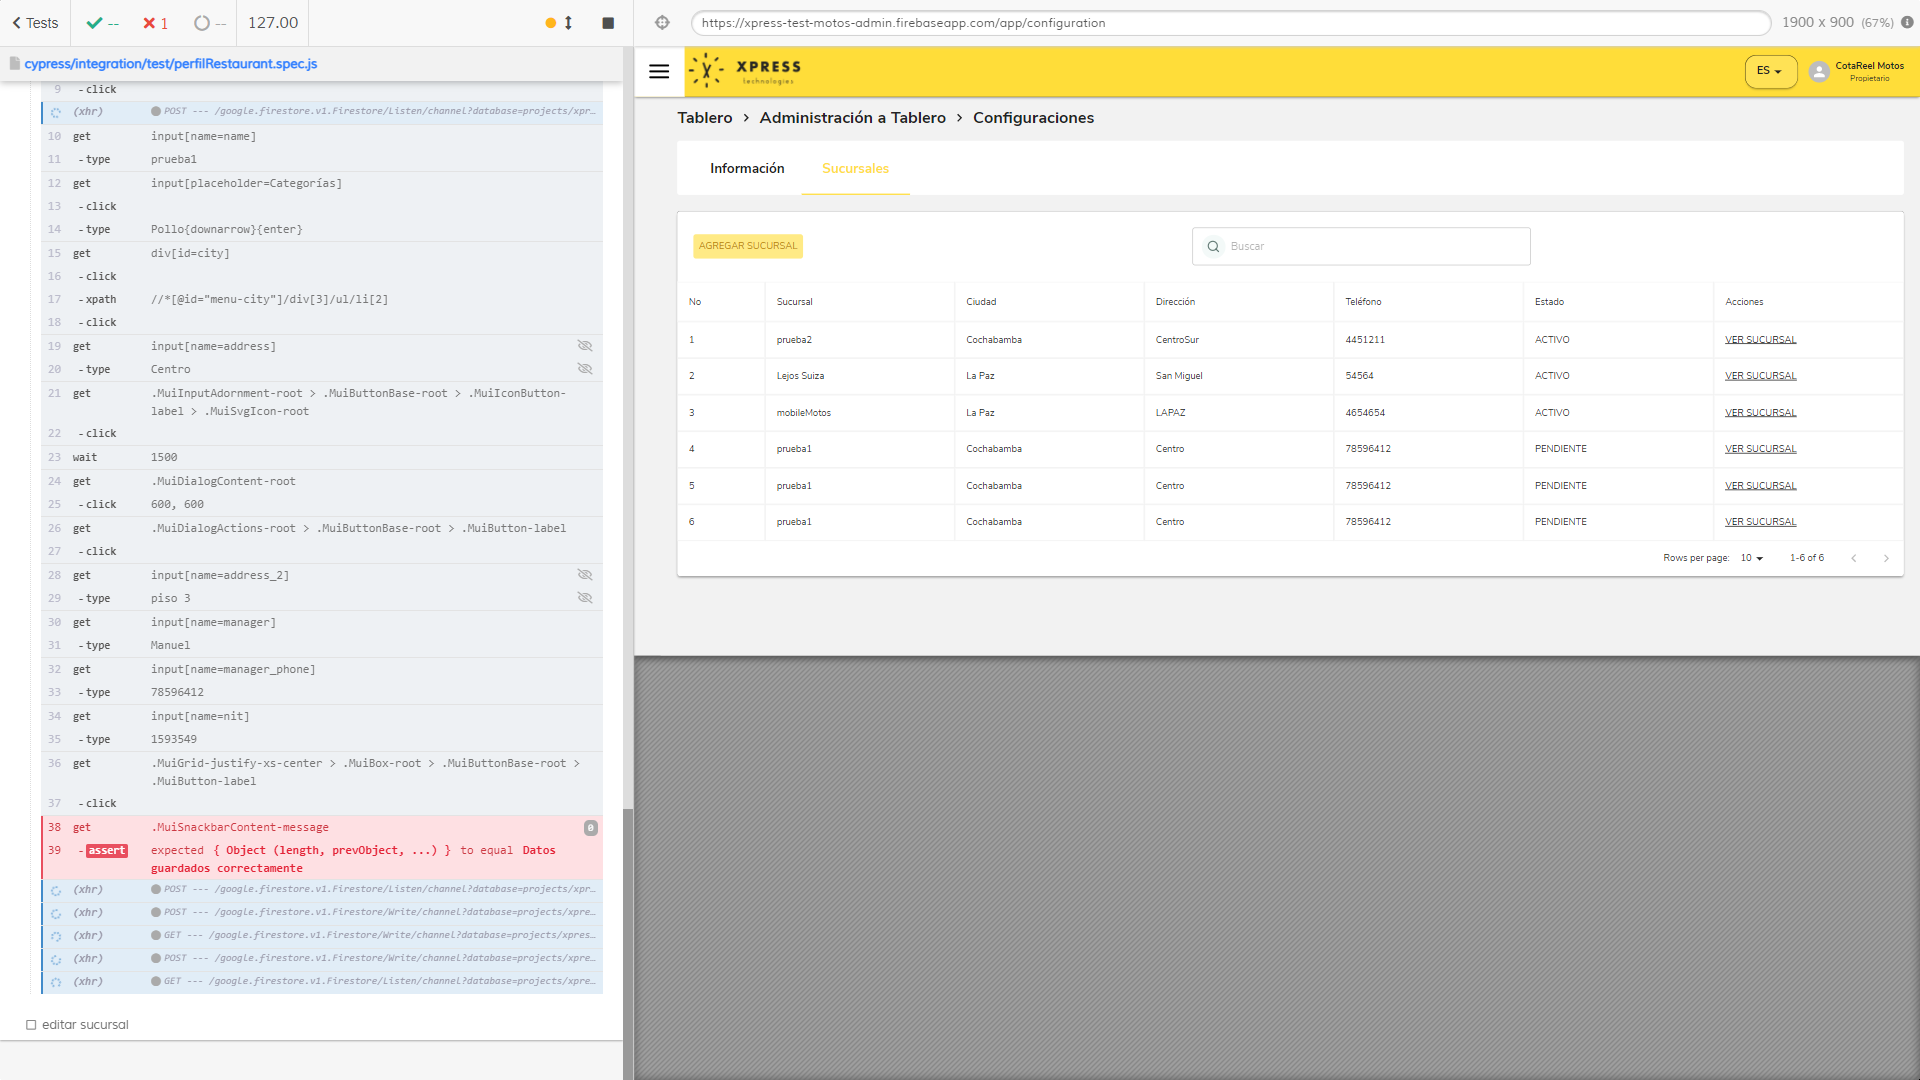 Tests
--
1
--
127.00
cypress/integration/test/perfilRestaurant.spec.js
9 -click
(xhr) POST --- /google.firestore.v1.Firestore/Listen/channel?database=projects/xpr…
10 get input[name=name]
11 -type prueba1
12 get input[placeholder=Categorías]
13 -click
14 -type Pollo{downarrow}{enter}
15 get div[id=city]
16 -click
17 -xpath //*[@id="menu-city"]/div[3]/ul/li[2]
18 -click
19 get input[name=address]
20 -type Centro
21 get .MuiInputAdornment-root > .MuiButtonBase-root > .MuiIconButton-
label > .MuiSvgIcon-root
22 -click
23 wait 1500
24 get .MuiDialogContent-root
25 -click 600, 600
26 get .MuiDialogActions-root > .MuiButtonBase-root > .MuiButton-label
27 -click
28 get input[name=address_2]
29 -type piso 3
30 get input[name=manager]
31 -type Manuel
32 get input[name=manager_phone]
33 -type 78596412
34 get input[name=nit]
35 -type 1593549
36 get .MuiGrid-justify-xs-center > .MuiBox-root > .MuiButtonBase-root >
.MuiButton-label
37 -click
38 get .MuiSnackbarContent-message 0
39 -assert expected { Object (length, prevObject, ...) } to equal Datos
guardados correctamente
(xhr) POST --- /google.firestore.v1.Firestore/Listen/channel?database=projects/xpr…
(xhr) POST --- /google.firestore.v1.Firestore/Write/channel?database=projects/xpre…
(xhr) GET --- /google.firestore.v1.Firestore/Write/channel?database=projects/xpres…
(xhr) POST --- /google.firestore.v1.Firestore/Write/channel?database=projects/xpre…
(xhr) GET --- /google.firestore.v1.Firestore/Listen/channel?database=projects/xpre…
editar sucursal
https://xpress-test-motos-admin.firebaseapp.com/app/configuration
1900 x 900 (67%)
XPRESS
technologies
ES
CotaReel Motos
Propietario
Tablero > Administración a Tablero > Configuraciones
Información Sucursales
AGREGAR SUCURSAL
Buscar
No Sucursal Ciudad Dirección Teléfono Estado Acciones
1 prueba2 Cochabamba CentroSur 4451211 ACTIVO VER SUCURSAL
2 Lejos Suiza La Paz San Miguel 54564 ACTIVO VER SUCURSAL
3 mobileMotos La Paz LAPAZ 4654654 ACTIVO VER SUCURSAL
4 prueba1 Cochabamba Centro 78596412 PENDIENTE VER SUCURSAL
5 prueba1 Cochabamba Centro 78596412 PENDIENTE VER SUCURSAL
6 prueba1 Cochabamba Centro 78596412 PENDIENTE VER SUCURSAL
Rows per page: 10 1-6 of 6